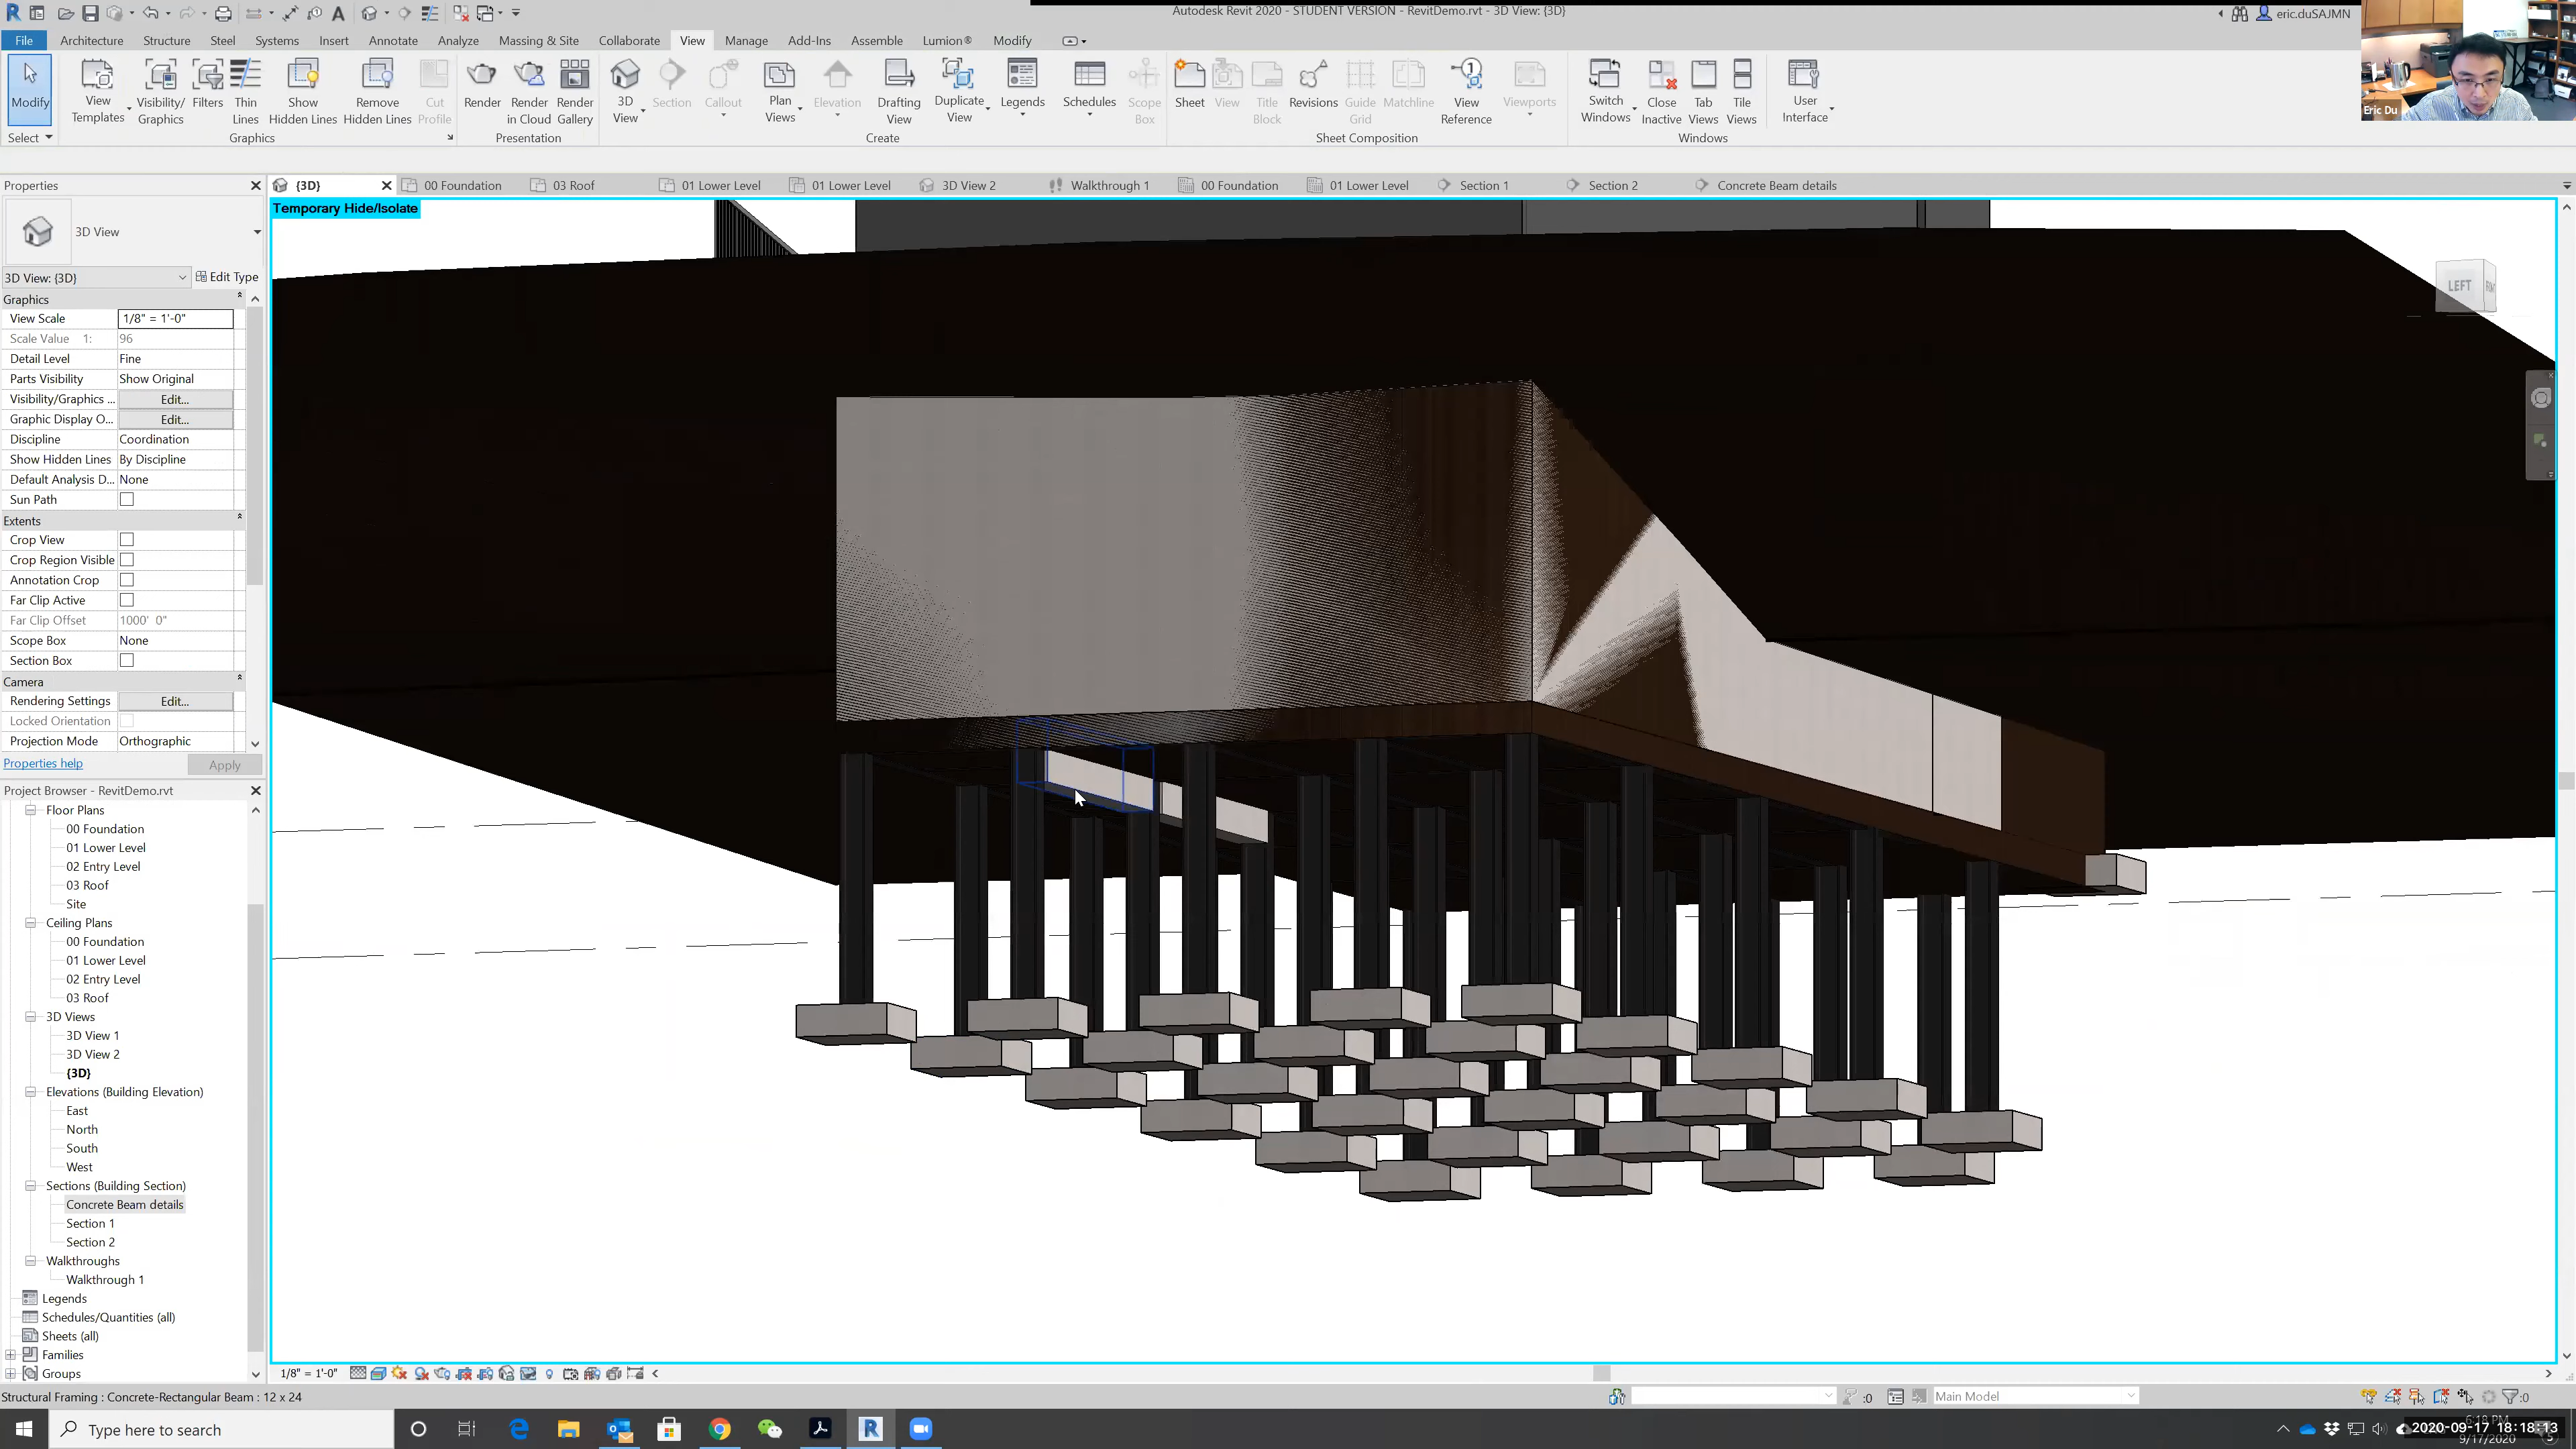 Autodesk Revit 2020 - STUDENT VERSION - RevitDemo.rvt - 3D View: {3D}
eric.duSAJMN
File Architecture Structure Steel Systems Insert Annotate Analyze Massing & Site Collaborate View Manage Add-Ins Assemble Lumion® Modify
Modify
View Templates
Visibility/ Graphics
Filters
Thin Lines
Show Hidden Lines
Remove Hidden Lines
Cut Profile
Render
Render in Cloud
Render Gallery
3D View
Section
Callout
Plan Views
Elevation
Drafting View
Duplicate View
Legends
Schedules
Scope Box
Sheet
View
Title Block
Revisions
Guide Grid
Matchline
View Reference
Viewports
Switch Windows
Close Inactive
Tab Views
Tile Views
User Interface
Eric Du
Select Graphics Presentation Create Sheet Composition Windows
Properties
{3D} 00 Foundation 03 Roof 01 Lower Level 01 Lower Level 3D View 2 Walkthrough 1 00 Foundation 01 Lower Level Section 1 Section 2 Concrete Beam details
Temporary Hide/Isolate
3D View
3D View: {3D} Edit Type
Graphics
View Scale 1/8" = 1'-0"
Scale Value 1: 96
Detail Level Fine
Parts Visibility Show Original
Visibility/Graphics ... Edit...
Graphic Display O... Edit...
Discipline Coordination
Show Hidden Lines By Discipline
Default Analysis D... None
Sun Path
Extents
Crop View
Crop Region Visible
Annotation Crop
Far Clip Active
Far Clip Offset 1000' 0"
Scope Box None
Section Box
Camera
Rendering Settings Edit...
Locked Orientation
Projection Mode Orthographic
Properties help Apply
LEFT
Project Browser - RevitDemo.rvt
Floor Plans
00 Foundation
01 Lower Level
02 Entry Level
03 Roof
Site
Ceiling Plans
00 Foundation
01 Lower Level
02 Entry Level
03 Roof
3D Views
3D View 1
3D View 2
{3D}
Elevations (Building Elevation)
East
North
South
West
Sections (Building Section)
Concrete Beam details
Section 1
Section 2
Walkthroughs
Walkthrough 1
Legends
Schedules/Quantities (all)
Sheets (all)
Families
Groups
1/8" = 1'-0"
Structural Framing : Concrete-Rectangular Beam : 12 x 24
:0
Main Model
:0
Type here to search
6:18 PM
2020-09-17 18:18:13
9/17/2020